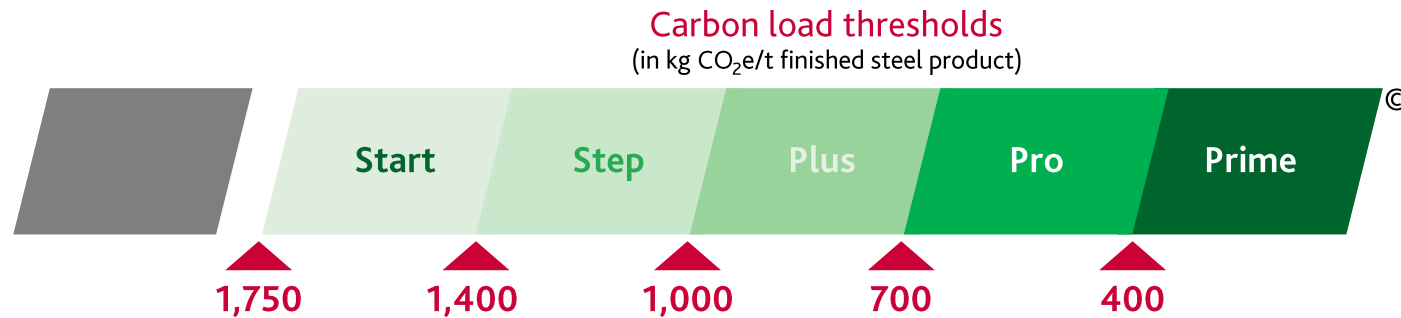 Carbon load thresholds
(in kg CO₂e/t finished steel product)
©
Start Step Plus Pro Prime
1,750 1,400 1,000 700 400